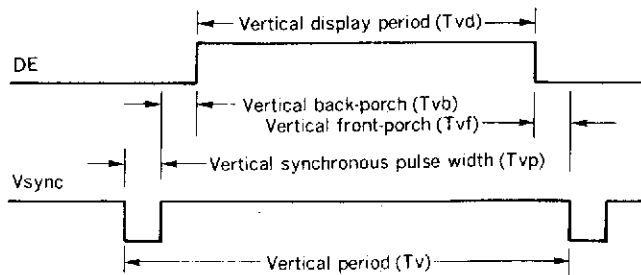 Vertical display period (Tvd)
DE
Vertical back-porch (Tvb)
Vertical front-porch (Tvf)
Vertical synchronous pulse width (Tvp)
Vsync
Vertical period (Tv)